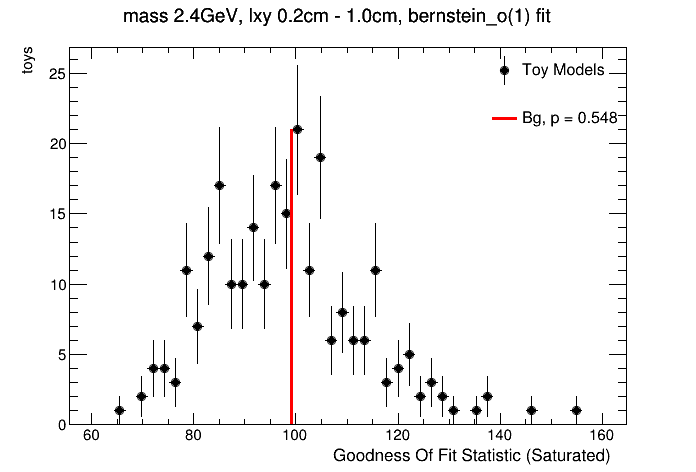 mass 2.4GeV, lxy 0.2cm - 1.0cm, bernstein_o(1) fit
toys
Toy Models
Bg, p = 0.548
25
20
15
10
5
0
60 80 100 120 140 160
Goodness Of Fit Statistic (Saturated)